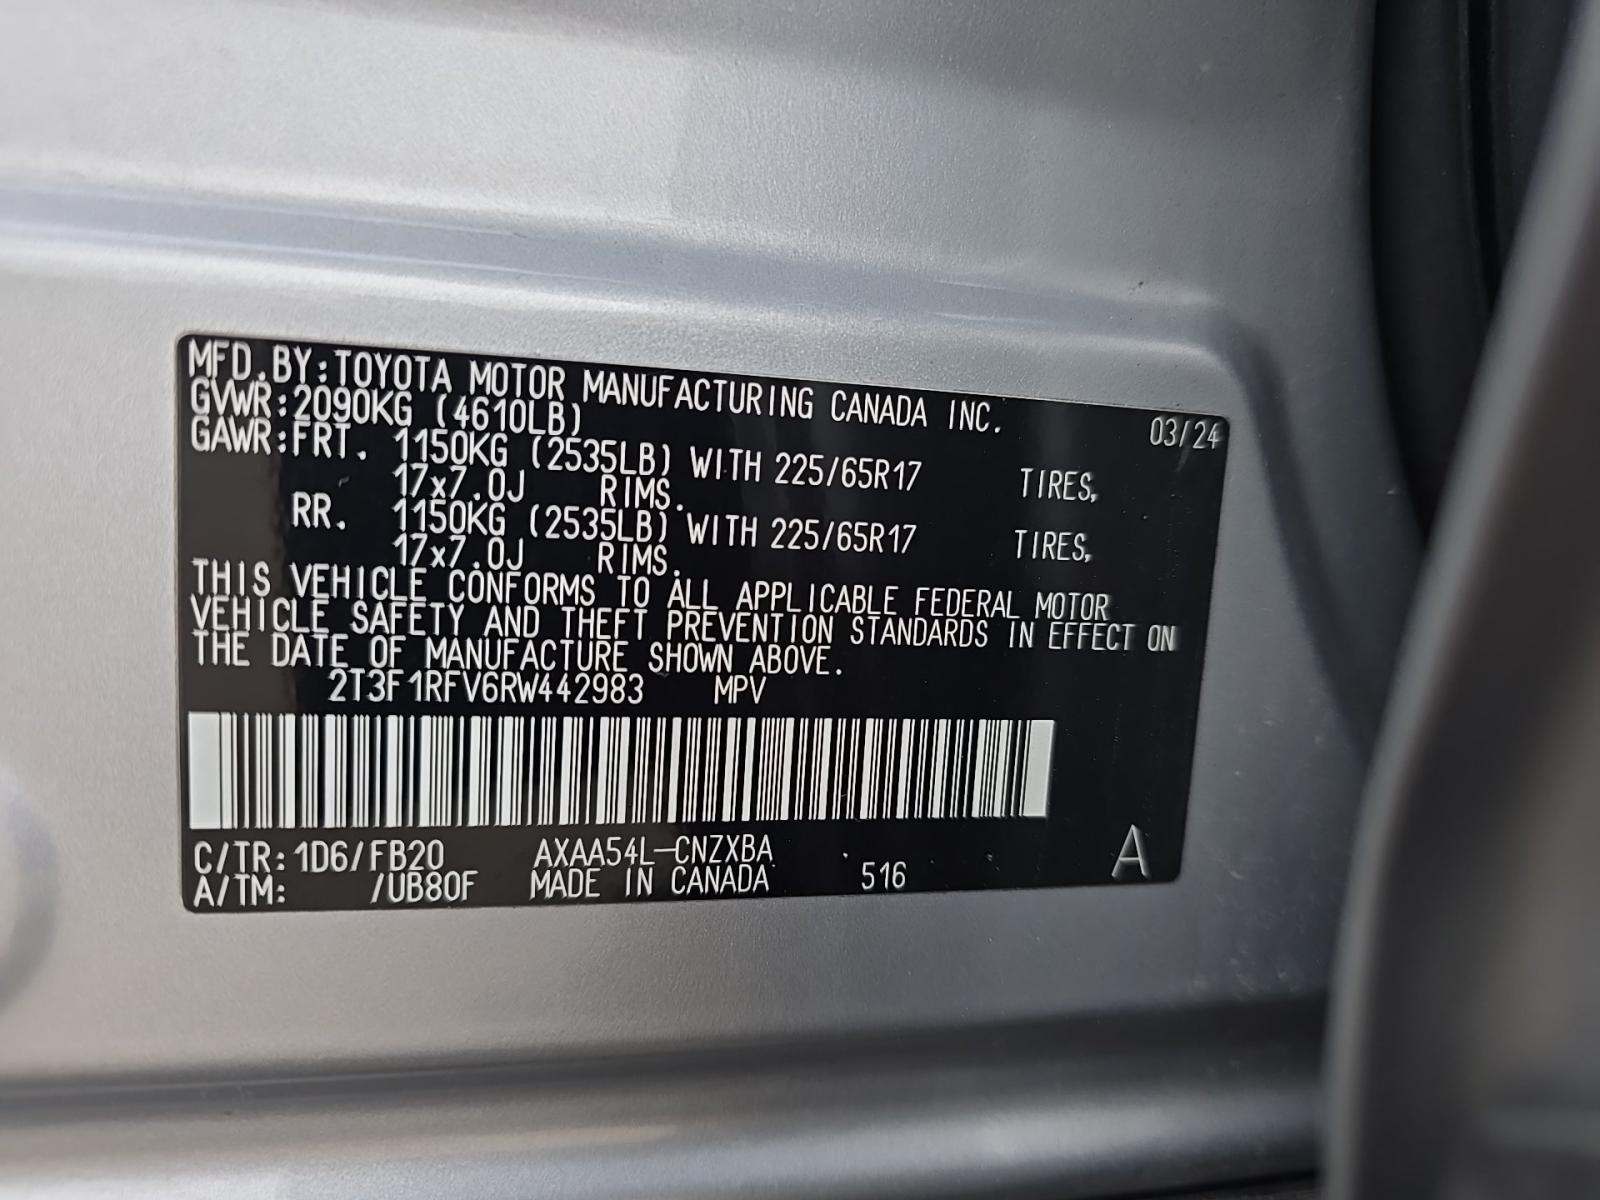 MFD.BY:TOYOTA MOTOR MANUFACTURING CANADA INC. 03/24
GVWR:2090KG (4610LB)
GAWR:FRT. 1150KG (2535LB) WITH 225/65R17 TIRES,
17x7.0J RIMS.
RR. 1150KG (2535LB) WITH 225/65R17 TIRES,
17x7.0J RIMS.
THIS VEHICLE CONFORMS TO ALL APPLICABLE FEDERAL MOTOR
VEHICLE SAFETY AND THEFT PREVENTION STANDARDS IN EFFECT ON
THE DATE OF MANUFACTURE SHOWN ABOVE.
2T3F1RFV6RW442983 MPV
C/TR:1D6/FB20 AXAA54L-CNZXBA
A/TM: /UB80F MADE IN CANADA 516 A